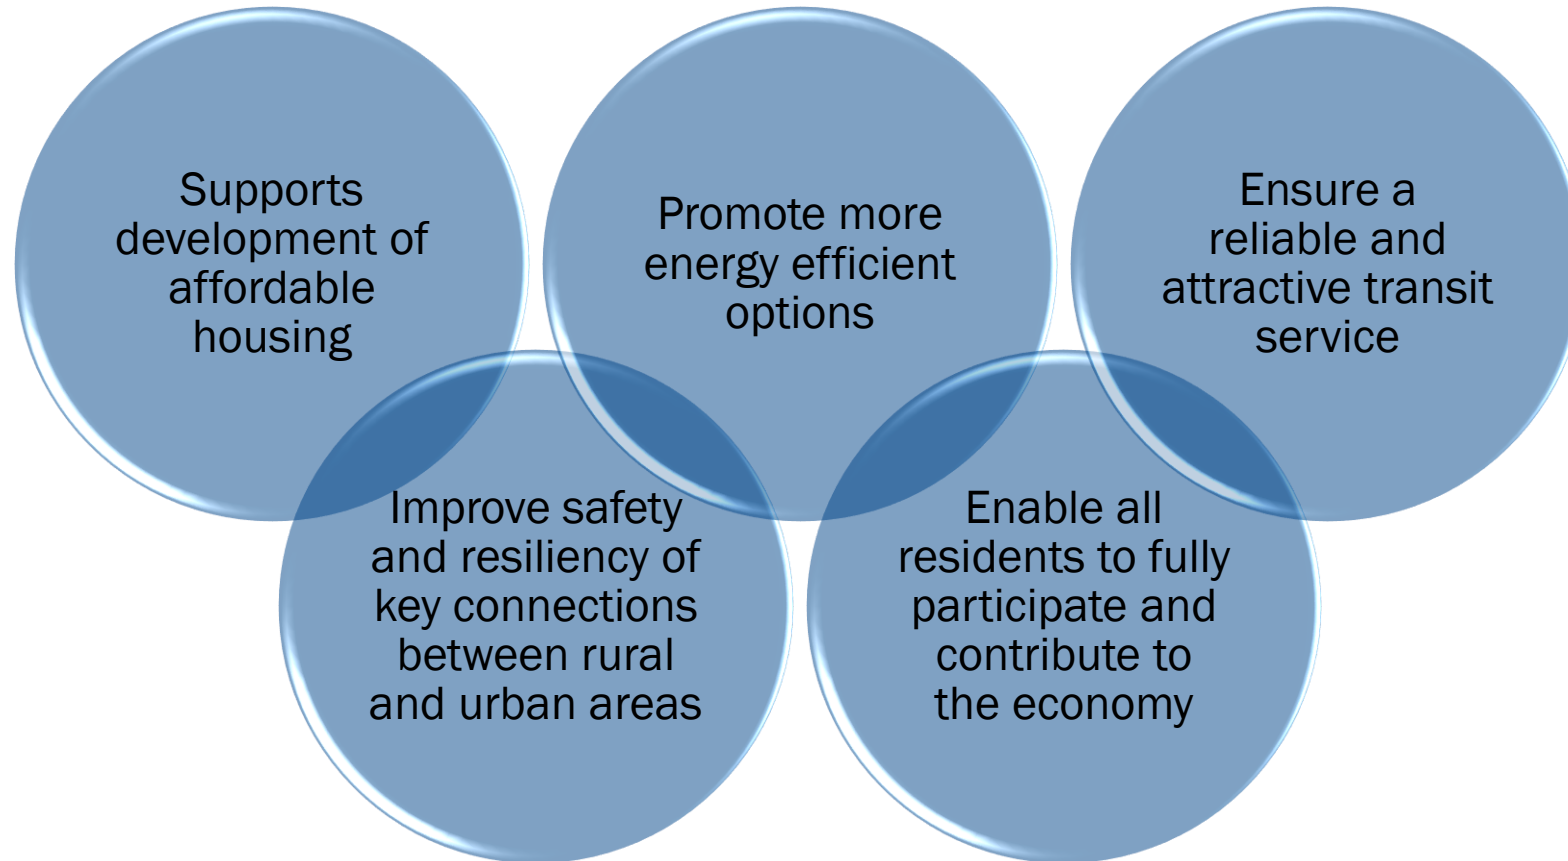 Supports
development of
affordable
housing
Promote more
energy efficient
options
Ensure a
reliable and
attractive transit
service
Improve safety
and resiliency of
key connections
between rural
and urban areas
Enable all
residents to fully
participate and
contribute to
the economy